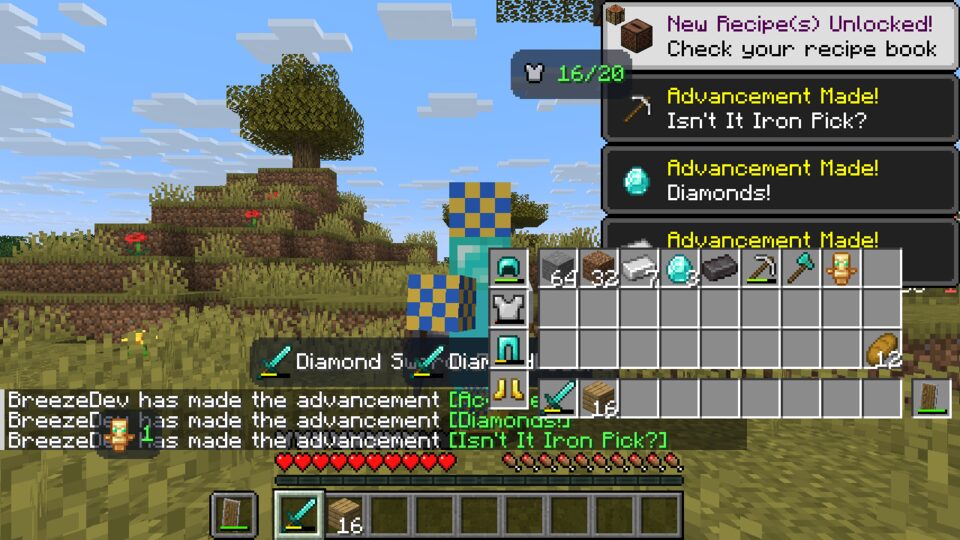 New Recipe(s) Unlocked!
Check your recipe book
16/20
Advancement Made!
Isn't It Iron Pick?
Advancement Made!
Diamonds!
Advancement Made!
64
32
7
3
12
Diamond
BreezeDev has made the advancement
16
BreezeDev has made the advancement [Diamonds!]
has made the advancement [Isn't It Iron Pick?]
1
16